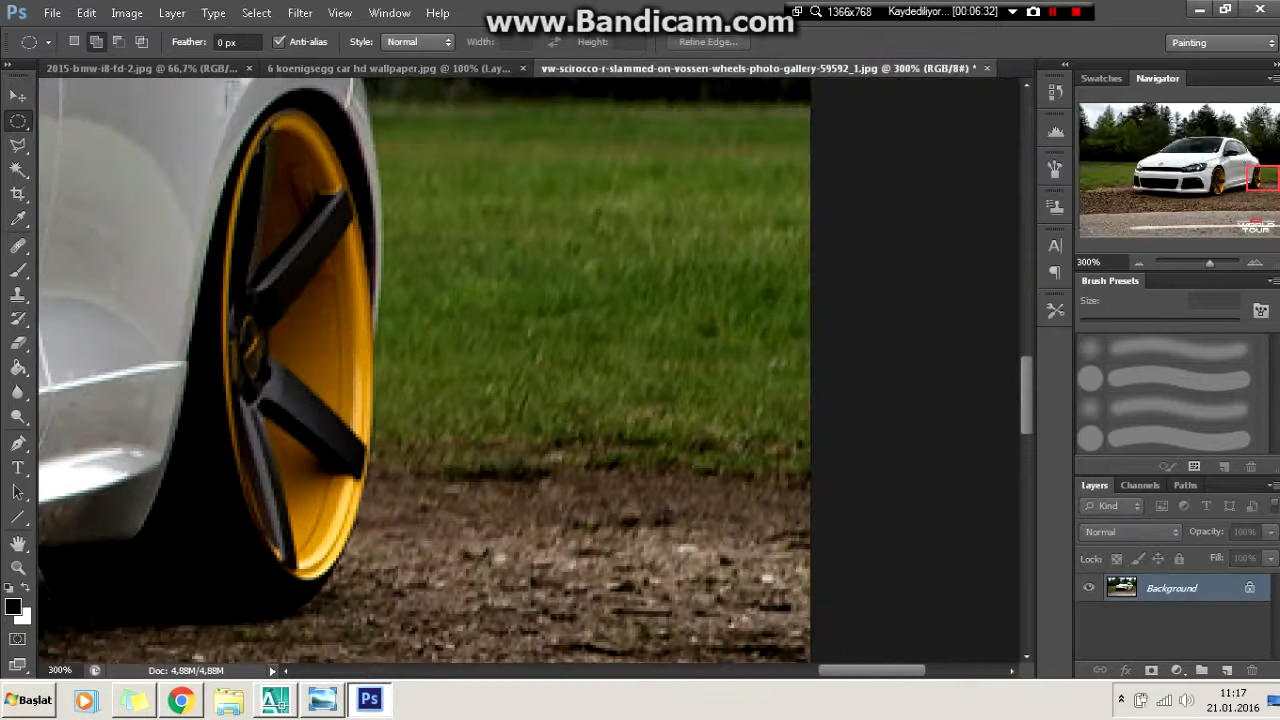 www.Bandicam.com
Ps File Edit Image Layer Type Select Filter View Window Help
1366x768 Kaydediliyor... [00:06.32]
Feather: 0 px Anti-alias Style: Normal Width: Height: Refine Edge... Painting
2015-bmw-i8-fd-2.jpg @ 66,7% (RGB/... × 6 koenigsegg car hd wallpaper.jpg @ 100% (Lay... × vw-scirocco-r-slammed-on-vossen-wheels-photo-gallery-59592_1.jpg @ 300% (RGB/8#) * ×
Swatches Navigator
WORLD
TOUR
300%
Brush Presets
Size:
Layers Channels Paths
Kind
Normal Opacity: 100%
Lock: Fill: 100%
Background
300% Doc: 4,88M/4,88M
Başlat Ps
11:17
21.01.2016